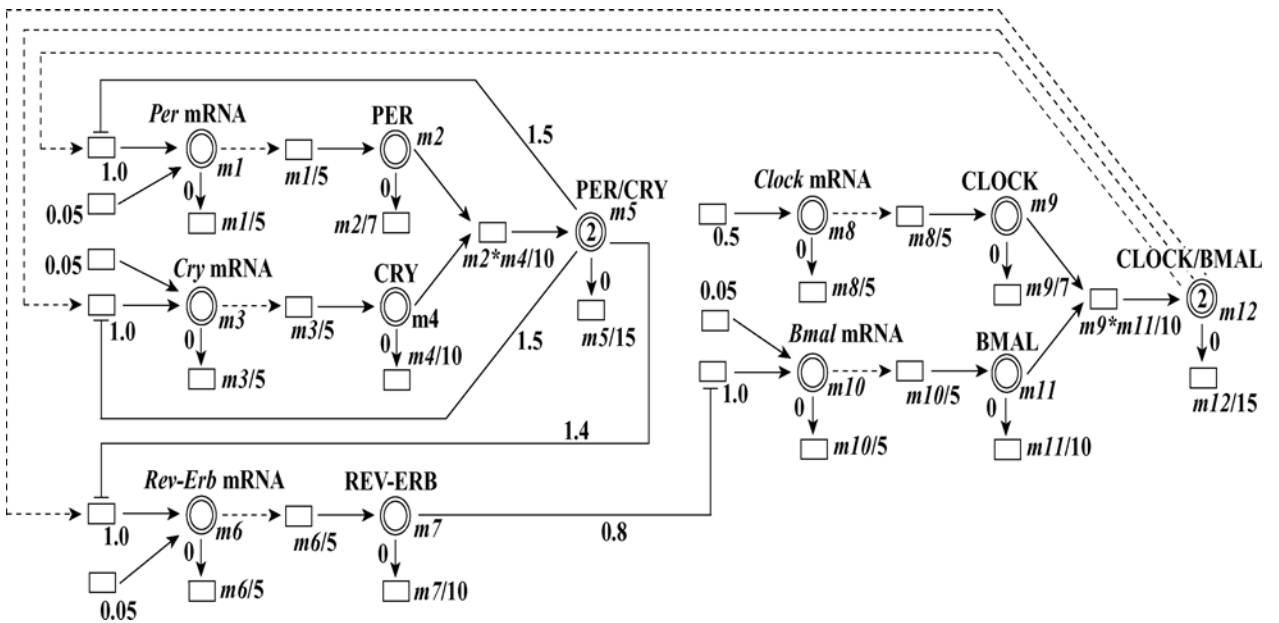 Per mRNA
PER
m2
1.5
1.0
0
m1
m1/5
0
0.05
m1/5
m2/7
PER/CRY
m5
2
m2*m4/10
0
m5/15
0.05
Cry mRNA
CRY
1.0
m3
m3/5
m4
0
0
m4/10
m3/5
1.5
1.4
Rev-Erb mRNA
REV-ERB
1.0
m6
m6/5
m7
0.8
0
0
0.05
m6/5
m7/10
Clock mRNA
CLOCK
m9
0.5
m8
m8/5
0
0
m8/5
m9/7
CLOCK/BMAL
2
m12
m9*m11/10
0
m12/15
0.05
Bmal mRNA
BMAL
1.0
m10
m10/5
m11
0
0
m10/5
m11/10